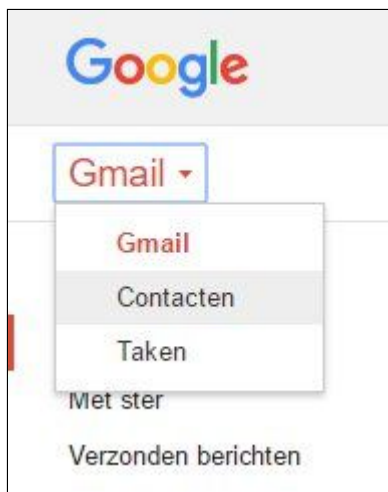 Google
Gmail
Gmail
Contacten
Taken
Met ster
Verzonden berichten